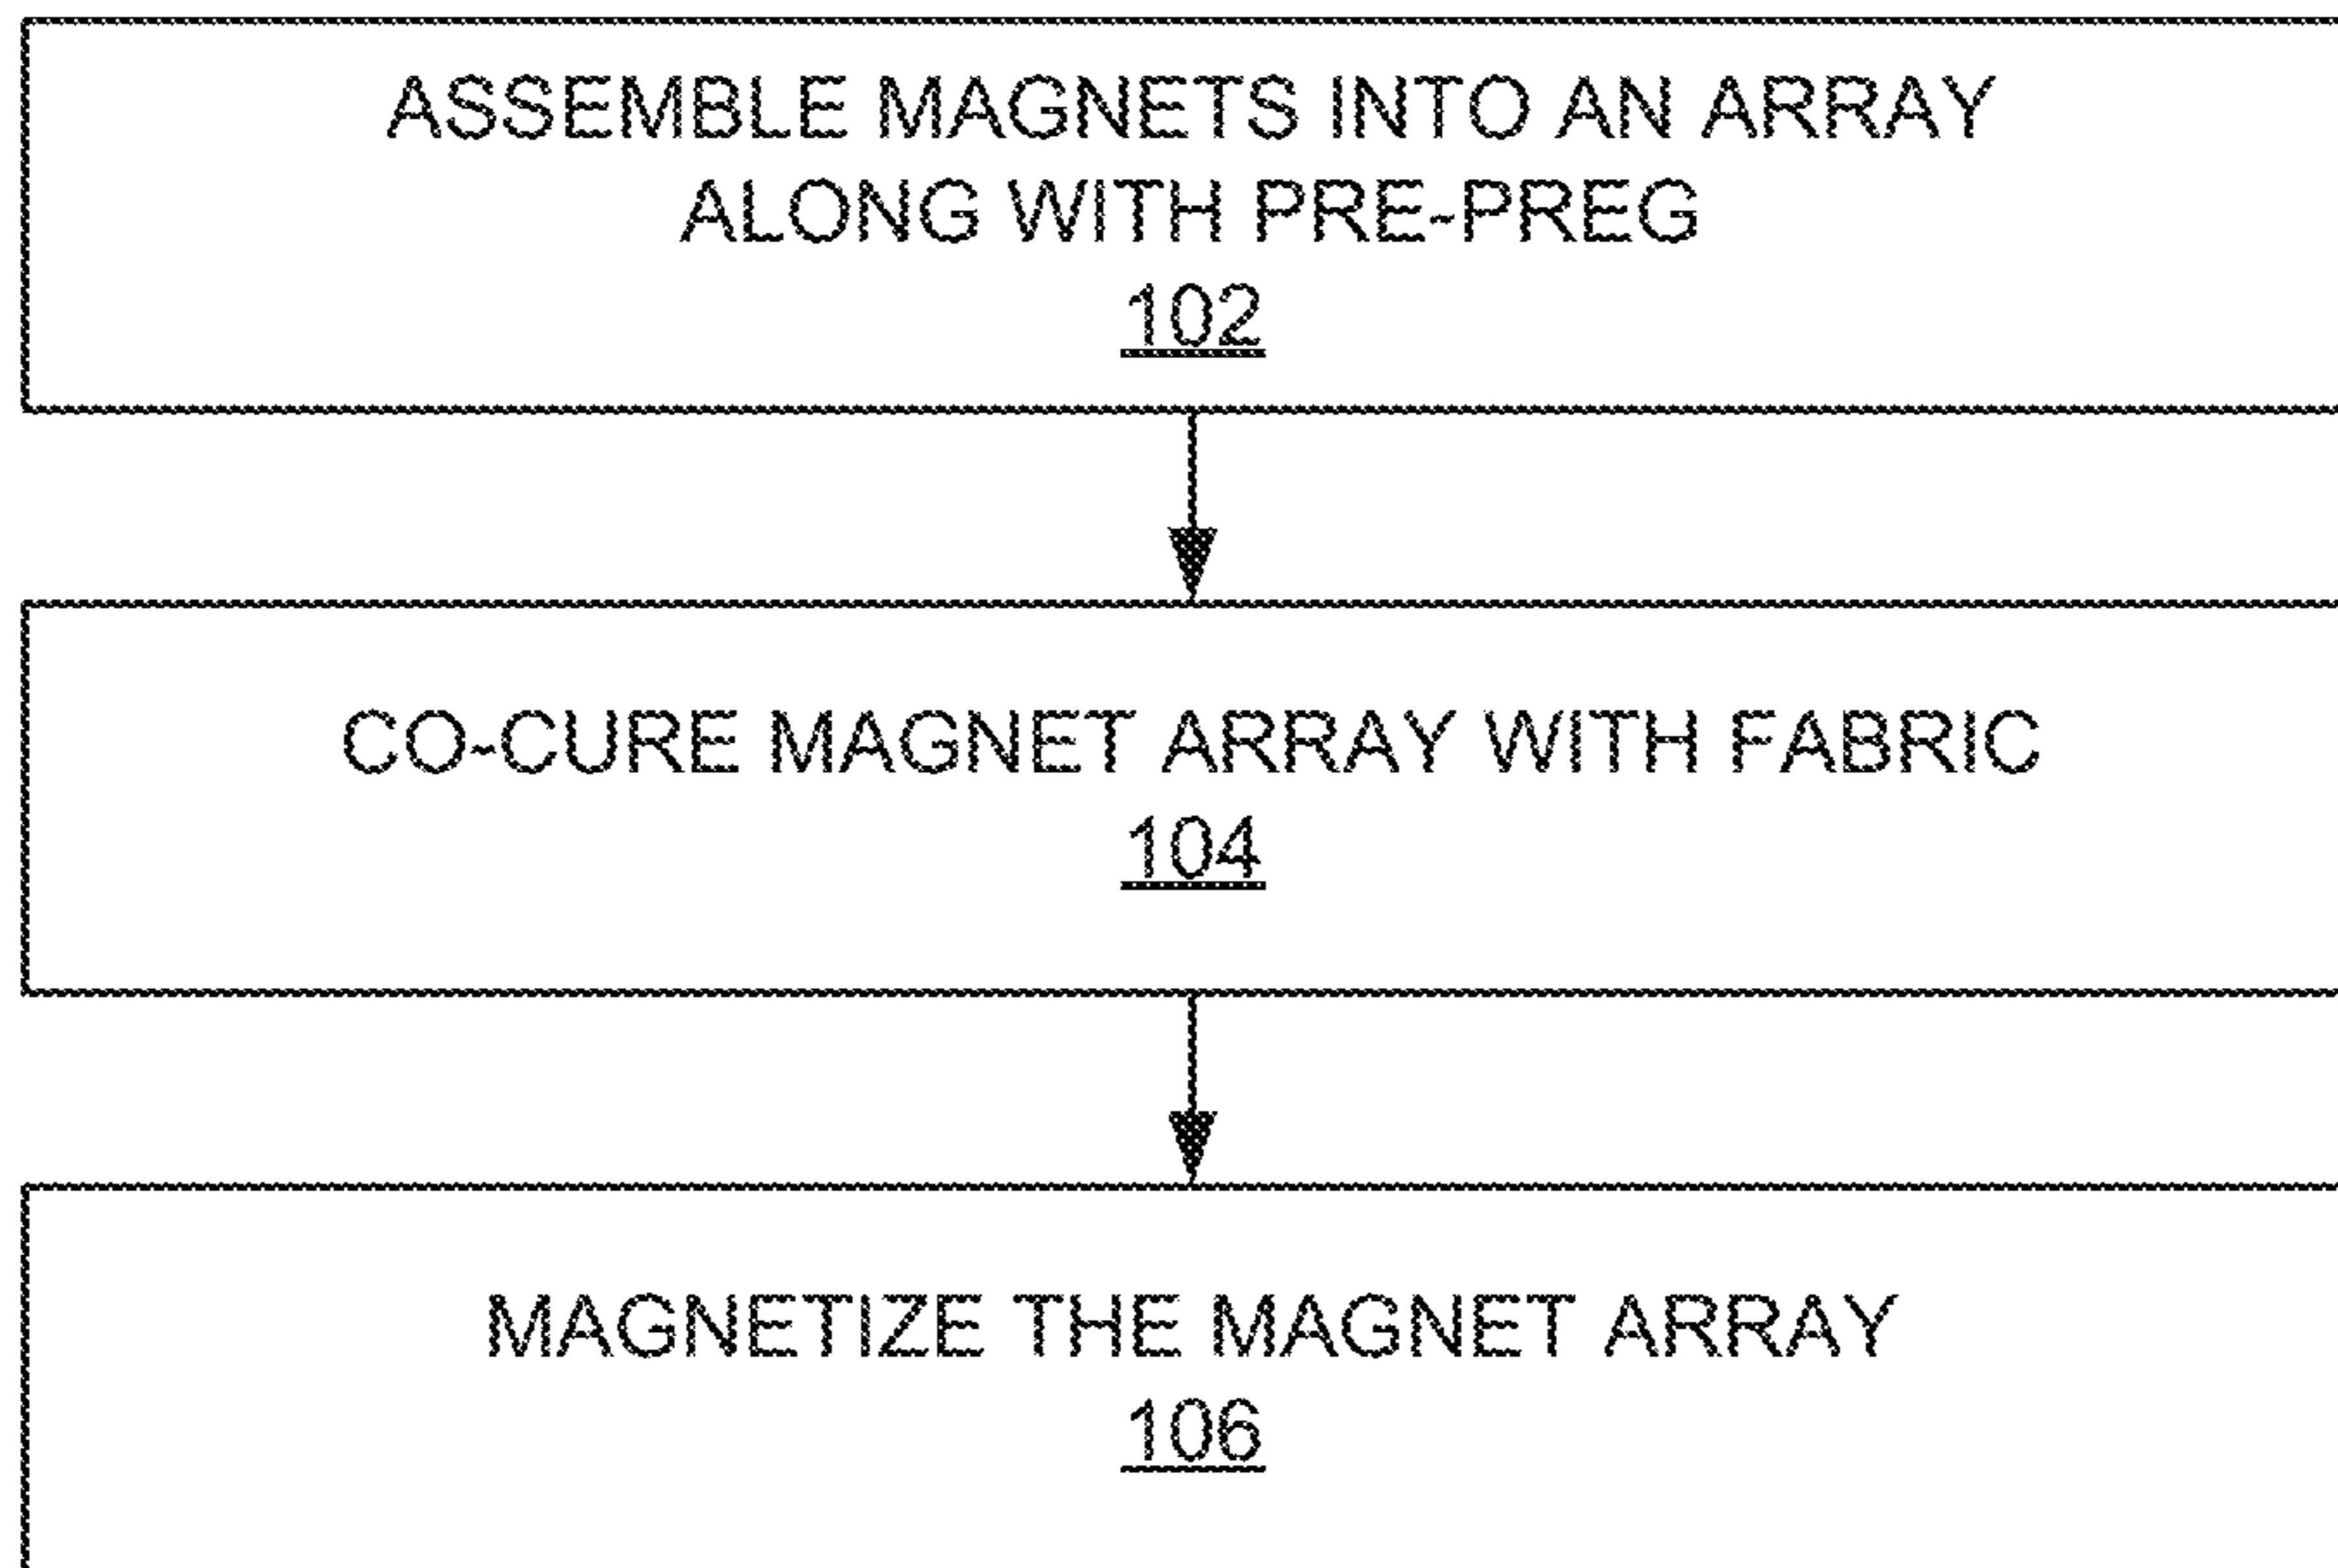 ASSEMBLE MAGNETS INTO AN ARRAY
ALONG WITH PRE-PREG
102
CO-CURE MAGNET ARRAY WITH FABRIC
104
MAGNETIZE THE MAGNET ARRAY
106